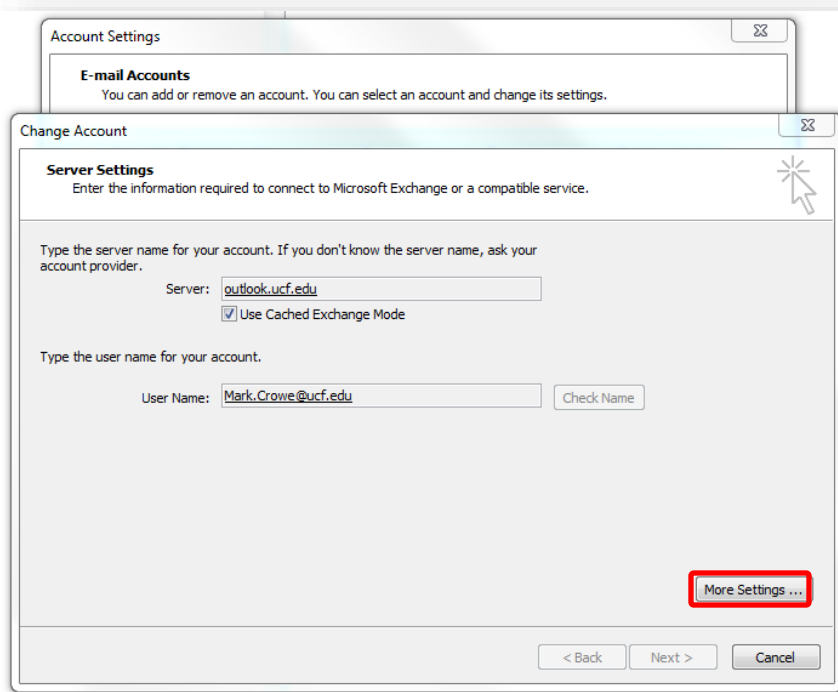 Account Settings
E-mail Accounts
You can add or remove an account. You can select an account and change its settings.
Change Account
Server Settings
Enter the information required to connect to Microsoft Exchange or a compatible service.
Type the server name for your account. If you don't know the server name, ask your
account provider.
Server: outlook.ucf.edu
Use Cached Exchange Mode
Type the user name for your account.
User Name: Mark.Crowe@ucf.edu Check Name
More Settings ...
< Back Next > Cancel